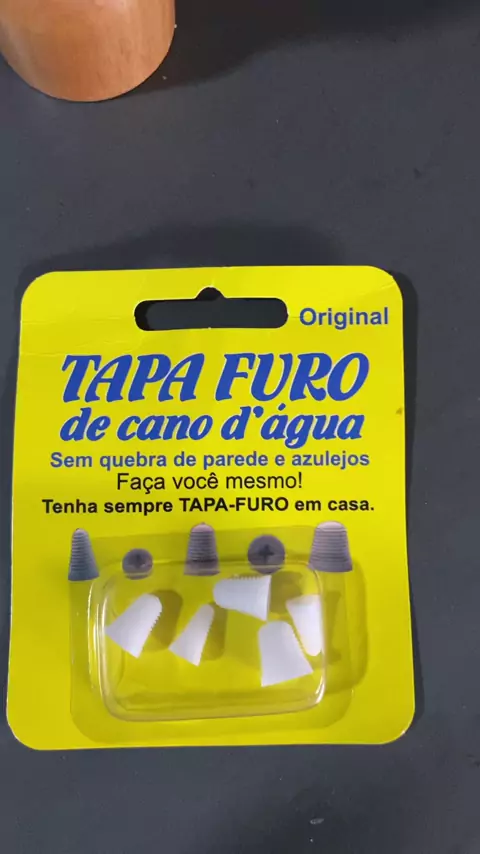 Original
TAPA FURO
de cano d'água
Sem quebra de parede e azulejos
Faça você mesmo!
Tenha sempre TAPA-FURO em casa.